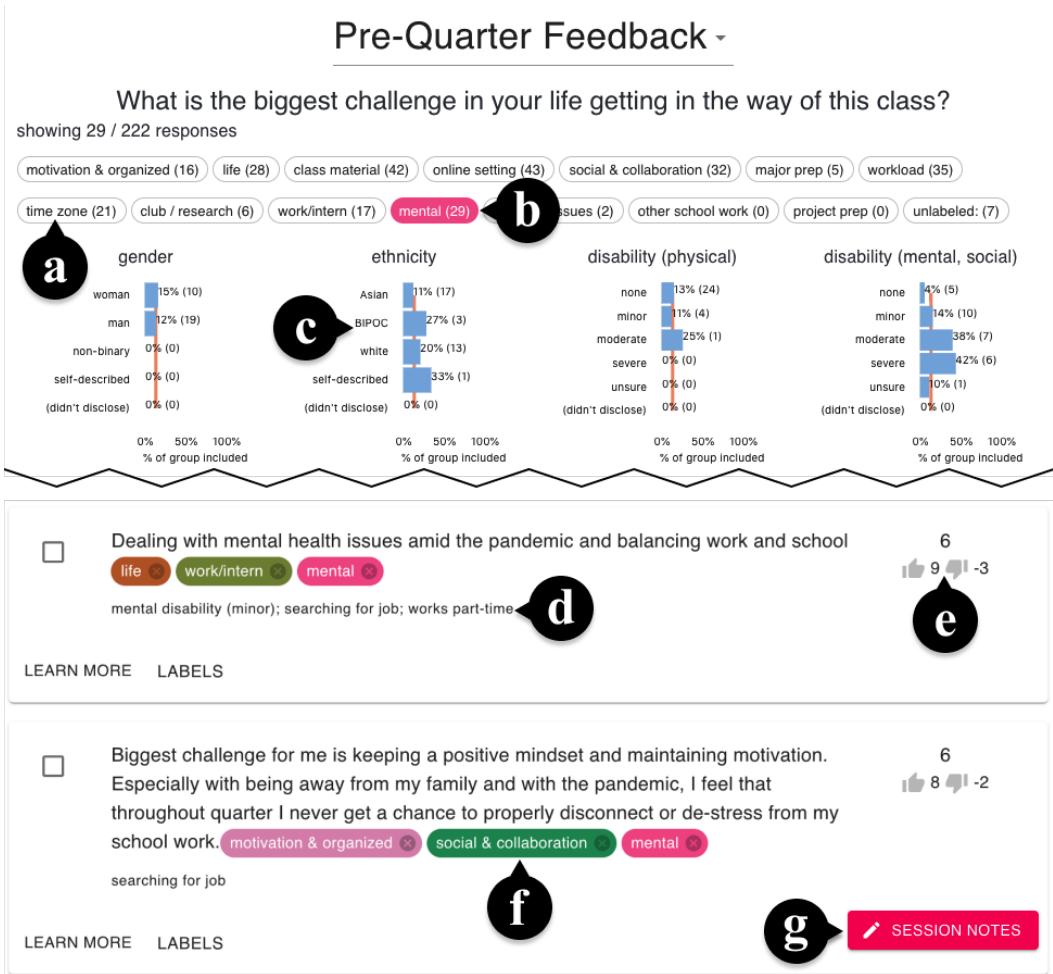 Pre-Quarter Feedback
What is the biggest challenge in your life getting in the way of this class?
showing 29 / 222 responses
motivation & organized (16) life (28) class material (42) online setting (43) social & collaboration (32) major prep (5) workload (35)
time zone (21) club / research (6) work/intern (17) mental (29) b ssues (2) other school work (0) project prep (0) unlabeled: (7)
a
gender
woman 15% (10)
man 12% (19)
non-binary 0% (0)
self-described 0% (0)
(didn't disclose) 0% (0)
0% 50% 100%
% of group included
ethnicity
Asian 11% (17)
c BIPOC 27% (3)
white 20% (13)
self-described 33% (1)
(didn't disclose) 0% (0)
0% 50% 100%
% of group included
disability (physical)
none 13% (24)
minor 11% (4)
moderate 25% (1)
severe 0% (0)
unsure 0% (0)
(didn't disclose) 0% (0)
0% 50% 100%
% of group included
disability (mental, social)
none 4% (5)
minor 14% (10)
moderate 38% (7)
severe 42% (6)
unsure 10% (1)
(didn't disclose) 0% (0)
0% 50% 100%
% of group included
Dealing with mental health issues amid the pandemic and balancing work and school
life work/intern mental
mental disability (minor); searching for job; works part-time d
6
9 -3
e
LEARN MORE LABELS
Biggest challenge for me is keeping a positive mindset and maintaining motivation.
Especially with being away from my family and with the pandemic, I feel that
throughout quarter I never get a chance to properly disconnect or de-stress from my
school work. motivation & organized social & collaboration mental
6
8 -2
searching for job
f
g SESSION NOTES
LEARN MORE LABELS